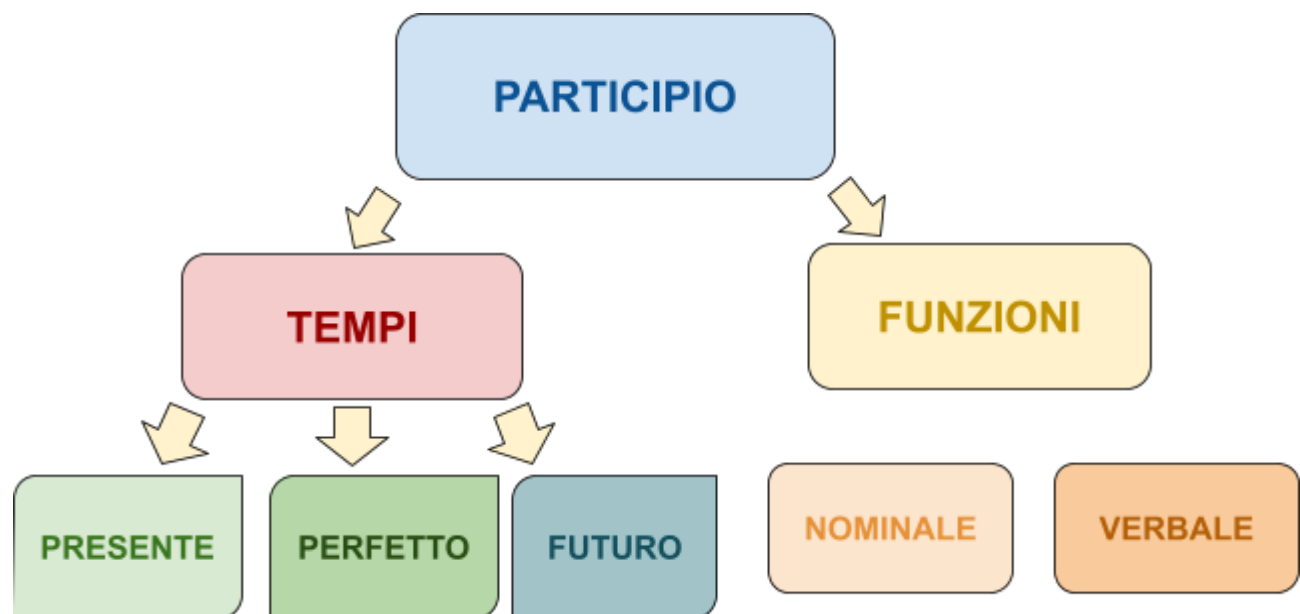 PARTICIPIO
TEMPI
FUNZIONI
PRESENTE
PERFETTO
FUTURO
NOMINALE
VERBALE